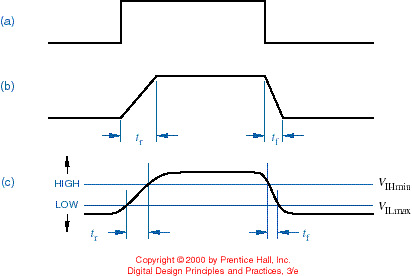 (a)
(b)
tr tf
(c)
HIGH VIHmin
LOW VILmax
tr tf
Copyright © 2000 by Prentice Hall, Inc.
Digital Design Principles and Practices, 3/e